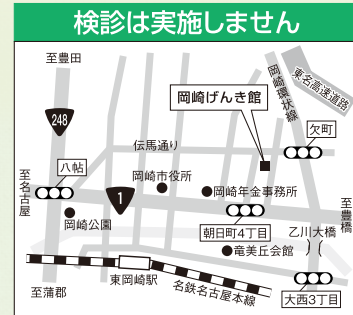 検診は実施しません
至豊田
岡崎環状線
東名高速道路
岡崎げんき館
248
欠町
伝馬通り
八帖
岡崎市役所
至名古屋
1
岡崎年金事務所
至豊橋
岡崎公園
朝日町4丁目
乙川大橋
竜美丘会館
東岡崎駅
名鉄名古屋本線
至蒲郡
大西3丁目